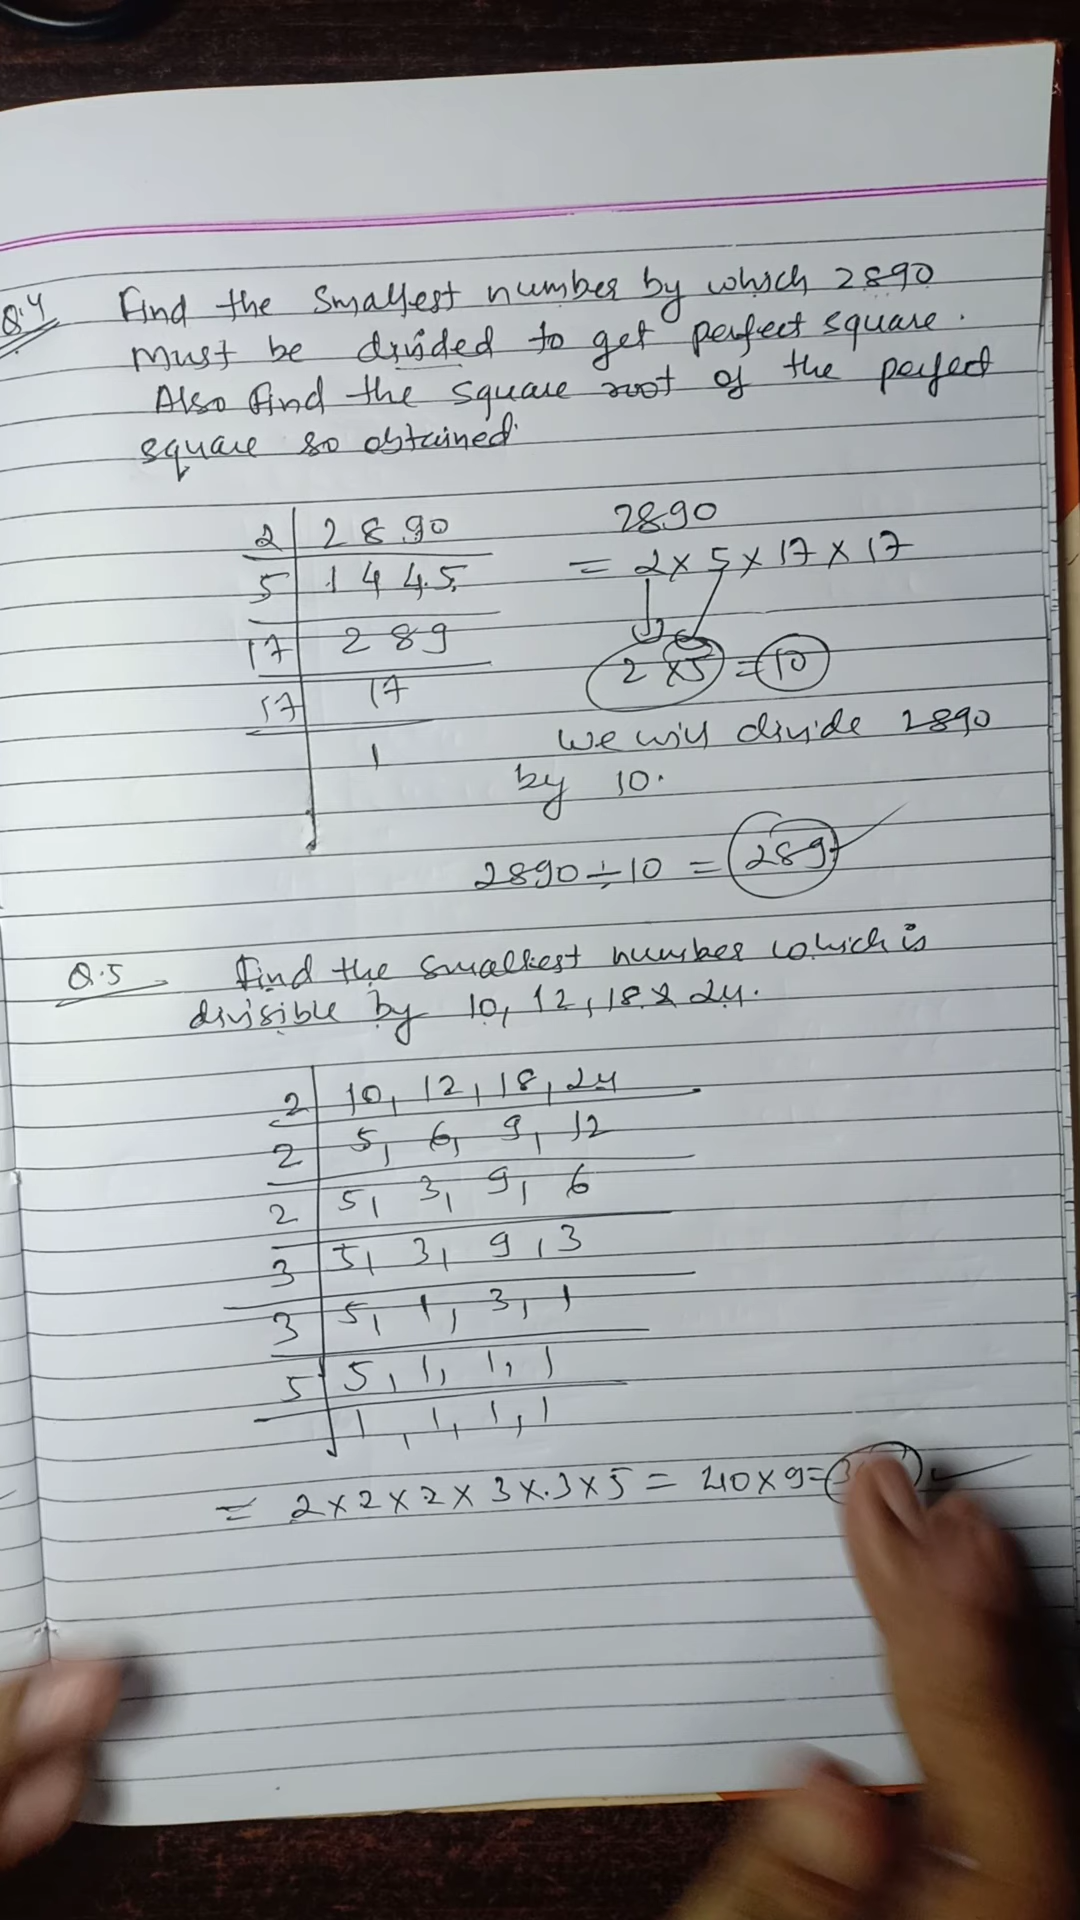 Q.4 Find the smallest number by which 2890
must be divided to get perfect square.
Also find the square root of the perfect
square so obtained.
2 | 2890
5 | 1445
17 | 289
17 | 17
1
2890
= 2×5×17×17
2×5 = 10
We will divide 2890
by 10.
2890÷10 = 289
Q.5 Find the smallest number which is
divisible by 10, 12, 18 & 24.
2 | 10, 12, 18, 24
2 | 5, 6, 9, 12
2 | 5, 3, 9, 6
3 | 5, 3, 9, 3
3 | 5, 1, 3, 1
5 | 5, 1, 1, 1
1, 1, 1, 1
= 2×2×2×3×3×5 = 40×9=